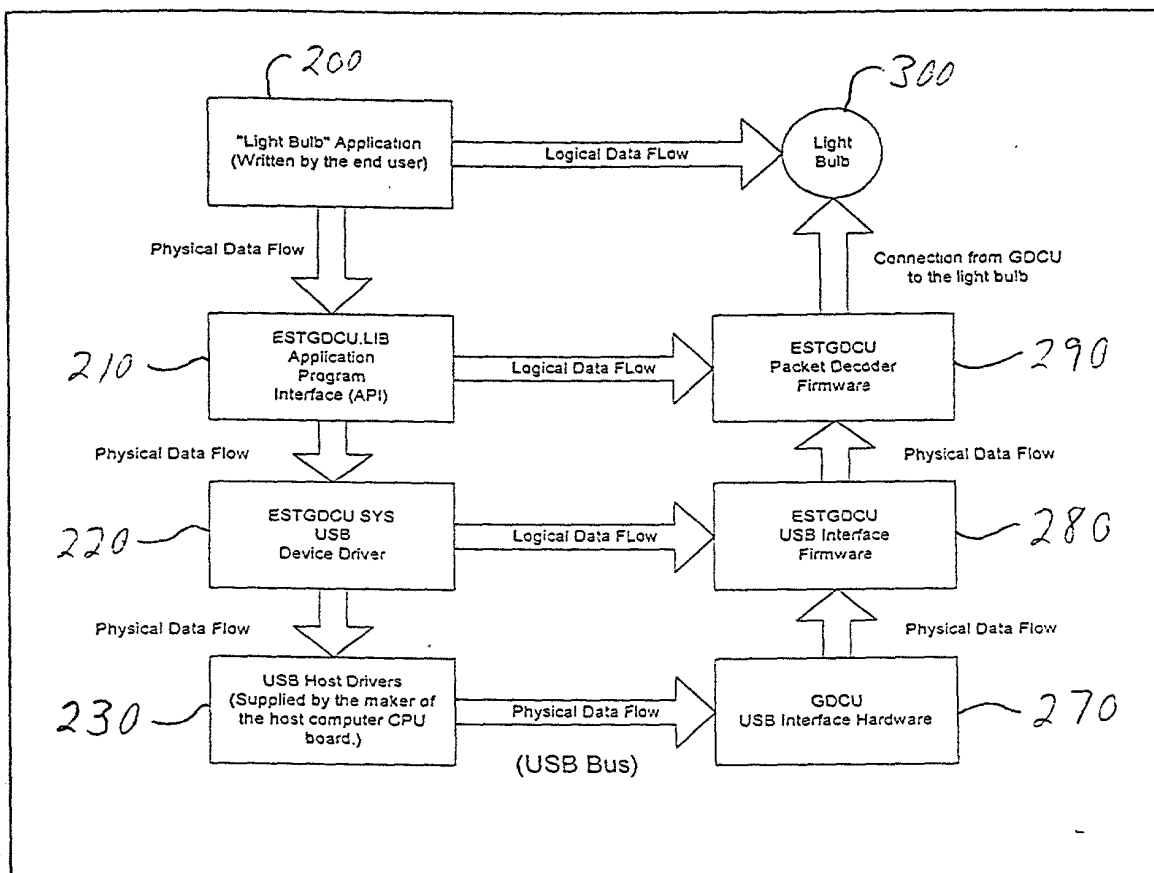 200
300
"Light Bulb" Application
(Written by the end user)
Logical Data FLow
Light
Bulb
Physical Data Flow
Connection from GDCU
to the light bulb
210
ESTGDCU.LIB
Application
Program
Interface (API)
Logical Data FLow
ESTGDCU
Packet Decoder
Firmware
290
Physical Data Flow
Physical Data Flow
220
ESTGDCU SYS
USB
Device Driver
Logical Data FLow
ESTGDCU
USB Interface
Firmware
280
Physical Data Flow
Physical Data Flow
230
USB Host Drivers
(Supplied by the maker of
the host computer CPU
board.)
Physical Data Flow
(USB Bus)
GDCU
USB Interface Hardware
270